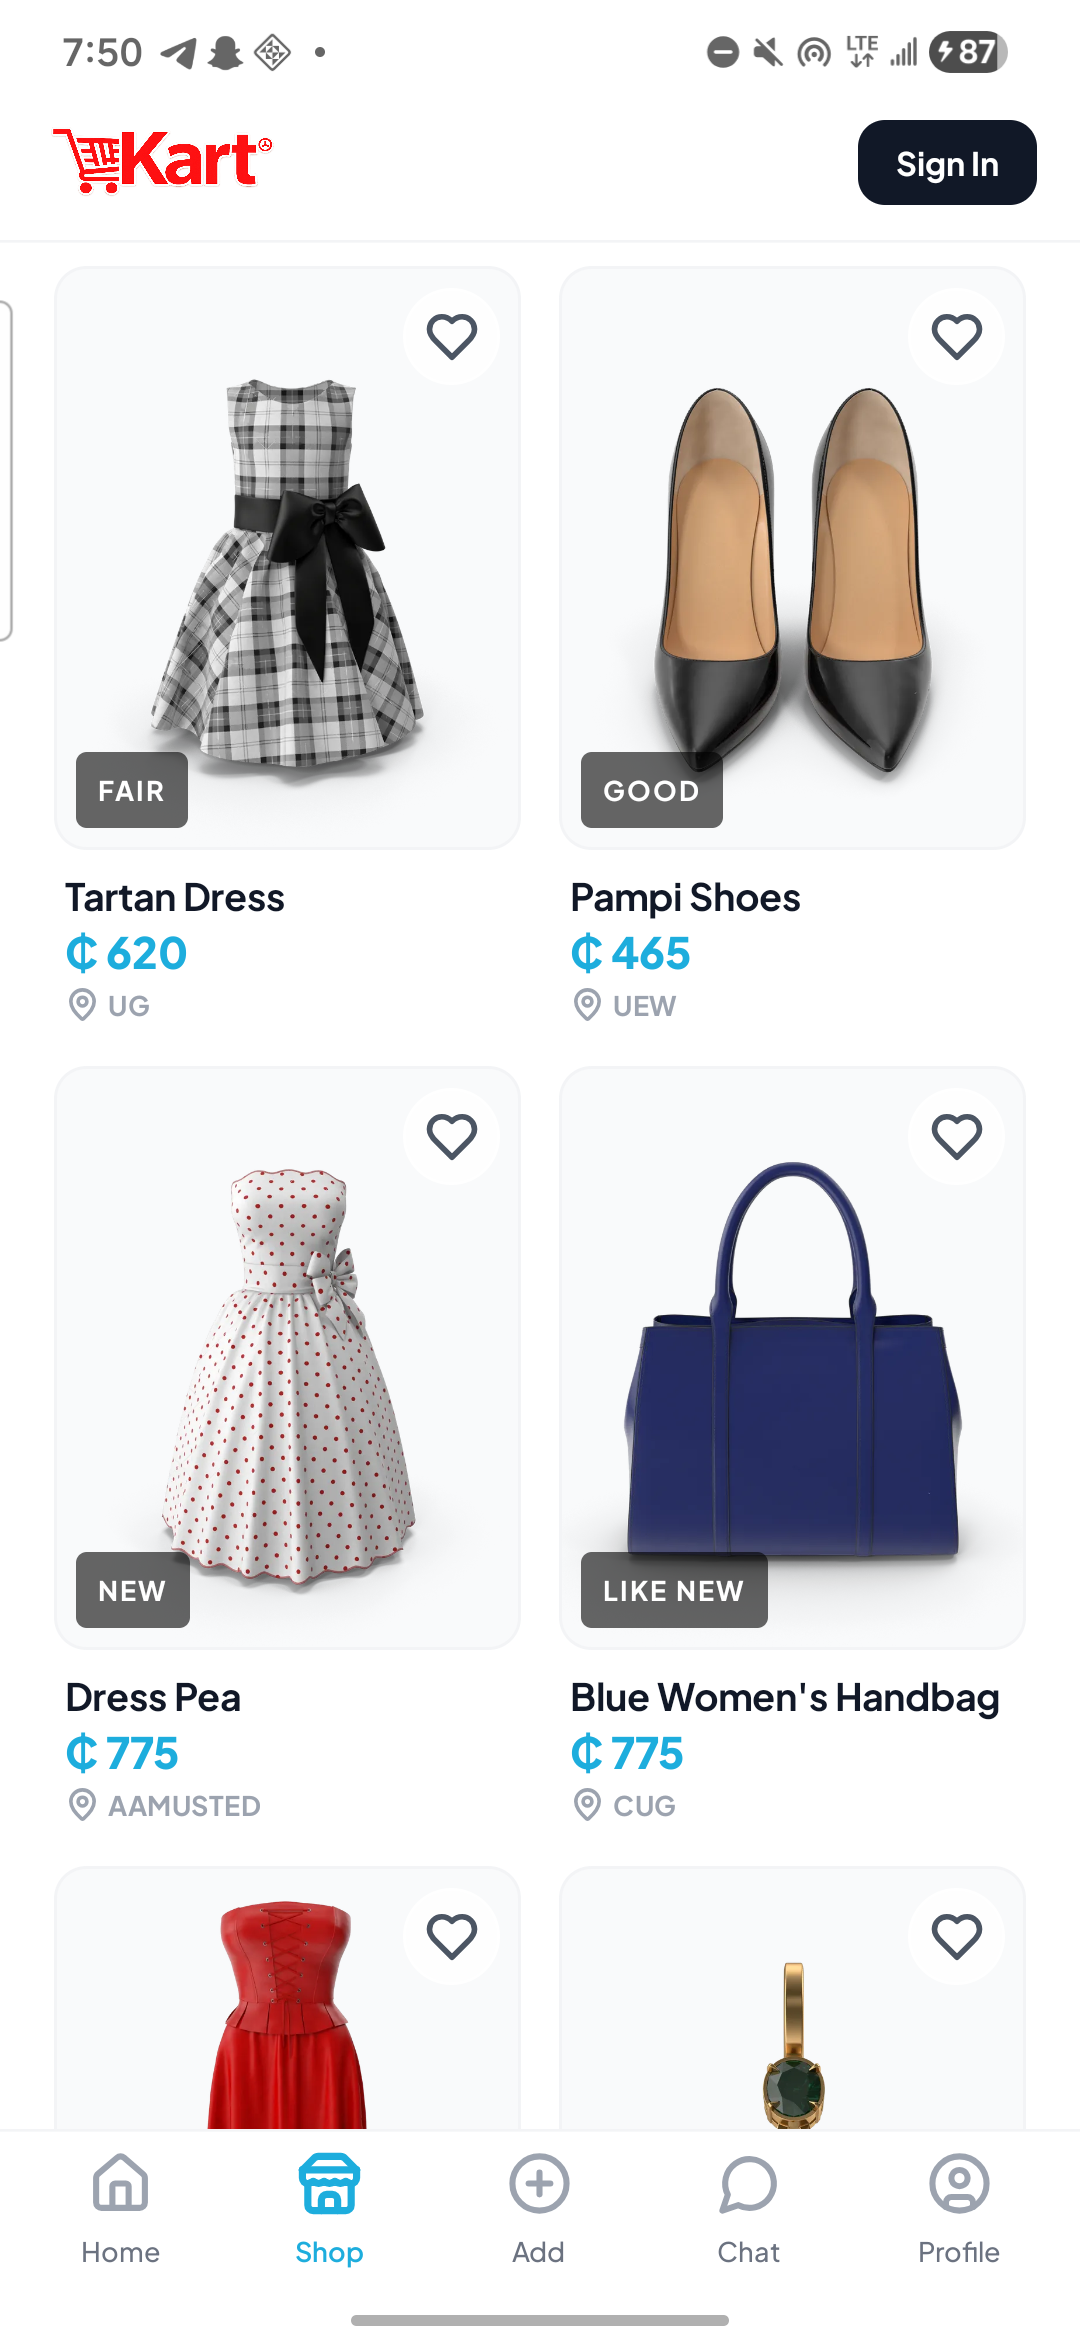 7:50
LTE
87
Kart
Sign In
FAIR
GOOD
Tartan Dress
₵ 620
UG
Pampi Shoes
₵ 465
UEW
NEW
LIKE NEW
Dress Pea
₵ 775
AAMUSTED
Blue Women's Handbag
₵ 775
CUG
Home
Shop
Add
Chat
Profile